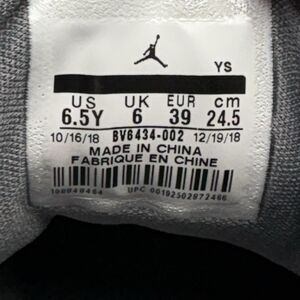 YS
US UK EUR cm
6.5Y 6 39 24.5
10/16/18 BV6434-002 12/19/18
MADE IN CHINA
FABRIQUE EN CHINE